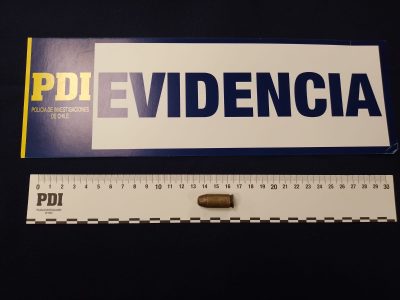 PDI
POLICÍA DE INVESTIGACIONES
DE CHILE
EVIDENCIA
0 1 2 3 4 5 6 7 8 9 10 11 12 13 14 15 16 17 18 19 20 21 22 23 24 25 26 27 28 29 30
PDI